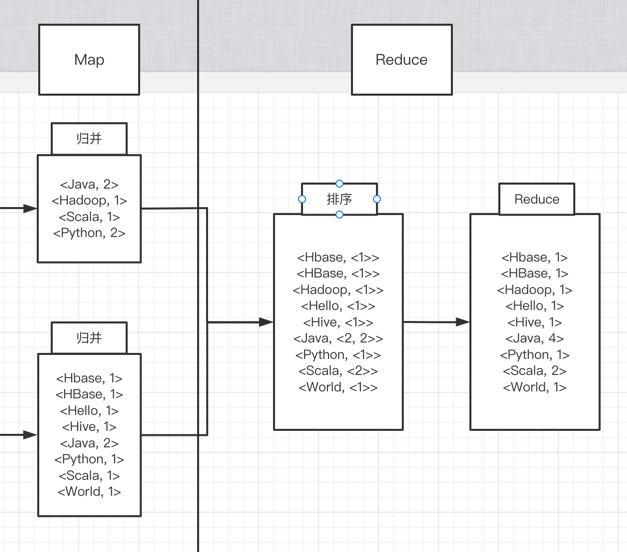 Map
Reduce
归并
<Java, 2>
<Hadoop, 1>
<Scala, 1>
<Python, 2>
归并
<Hbase, 1>
<HBase, 1>
<Hello, 1>
<Hive, 1>
<Java, 2>
<Python, 1>
<Scala, 1>
<World, 1>
排序
<Hbase, <1>>
<HBase, <1>>
<Hadoop, <1>>
<Hello, <1>>
<Hive, <1>>
<Java, <2, 2>>
<Python, <1>>
<Scala, <2>>
<World, <1>>
Reduce
<Hbase, 1>
<HBase, 1>
<Hadoop, 1>
<Hello, 1>
<Hive, 1>
<Java, 4>
<Python, 1>
<Scala, 2>
<World, 1>